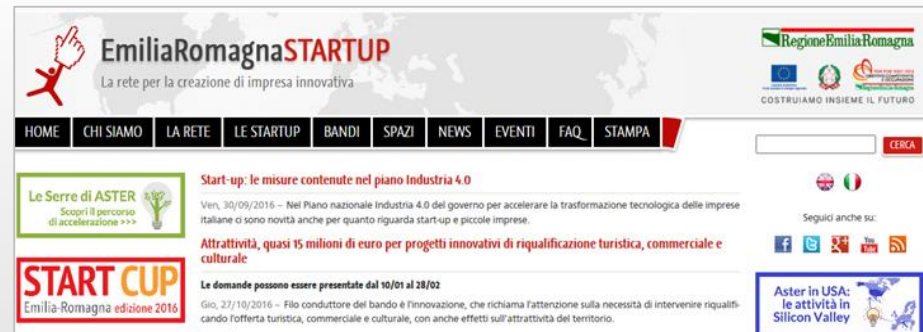 EmiliaRomagnaSTARTUP
La rete per la creazione di impresa innovativa
RegioneEmiliaRomagna
COSTRUIAMO INSIEME IL FUTURO
HOME CHI SIAMO LA RETE LE STARTUP BANDI SPAZI NEWS EVENTI FAQ STAMPA
CERCA
Le Serre di ASTER
Scopri il percorso
di accelerazione >>>
START CUP
Emilia-Romagna edizione 2016
Start-up: le misure contenute nel piano Industria 4.0
Ven, 30/09/2016 – Nel Piano nazionale Industria 4.0 del governo per accelerare la trasformazione tecnologica delle imprese
italiane ci sono novità anche per quanto riguarda start-up e piccole imprese.
Attrattività, quasi 15 milioni di euro per progetti innovativi di riqualificazione turistica, commerciale e
culturale
Le domande possono essere presentate dal 10/01 al 28/02
Gio, 27/10/2016 – Filo conduttore del bando è l'innovazione, che richiama l'attenzione sulla necessità di intervenire riqualifi-
cando l'offerta turistica, commerciale e culturale, con anche effetti sull'attrattività del territorio.
Seguici anche su:
You
Tube
Aster in USA:
le attività in
Silicon Valley